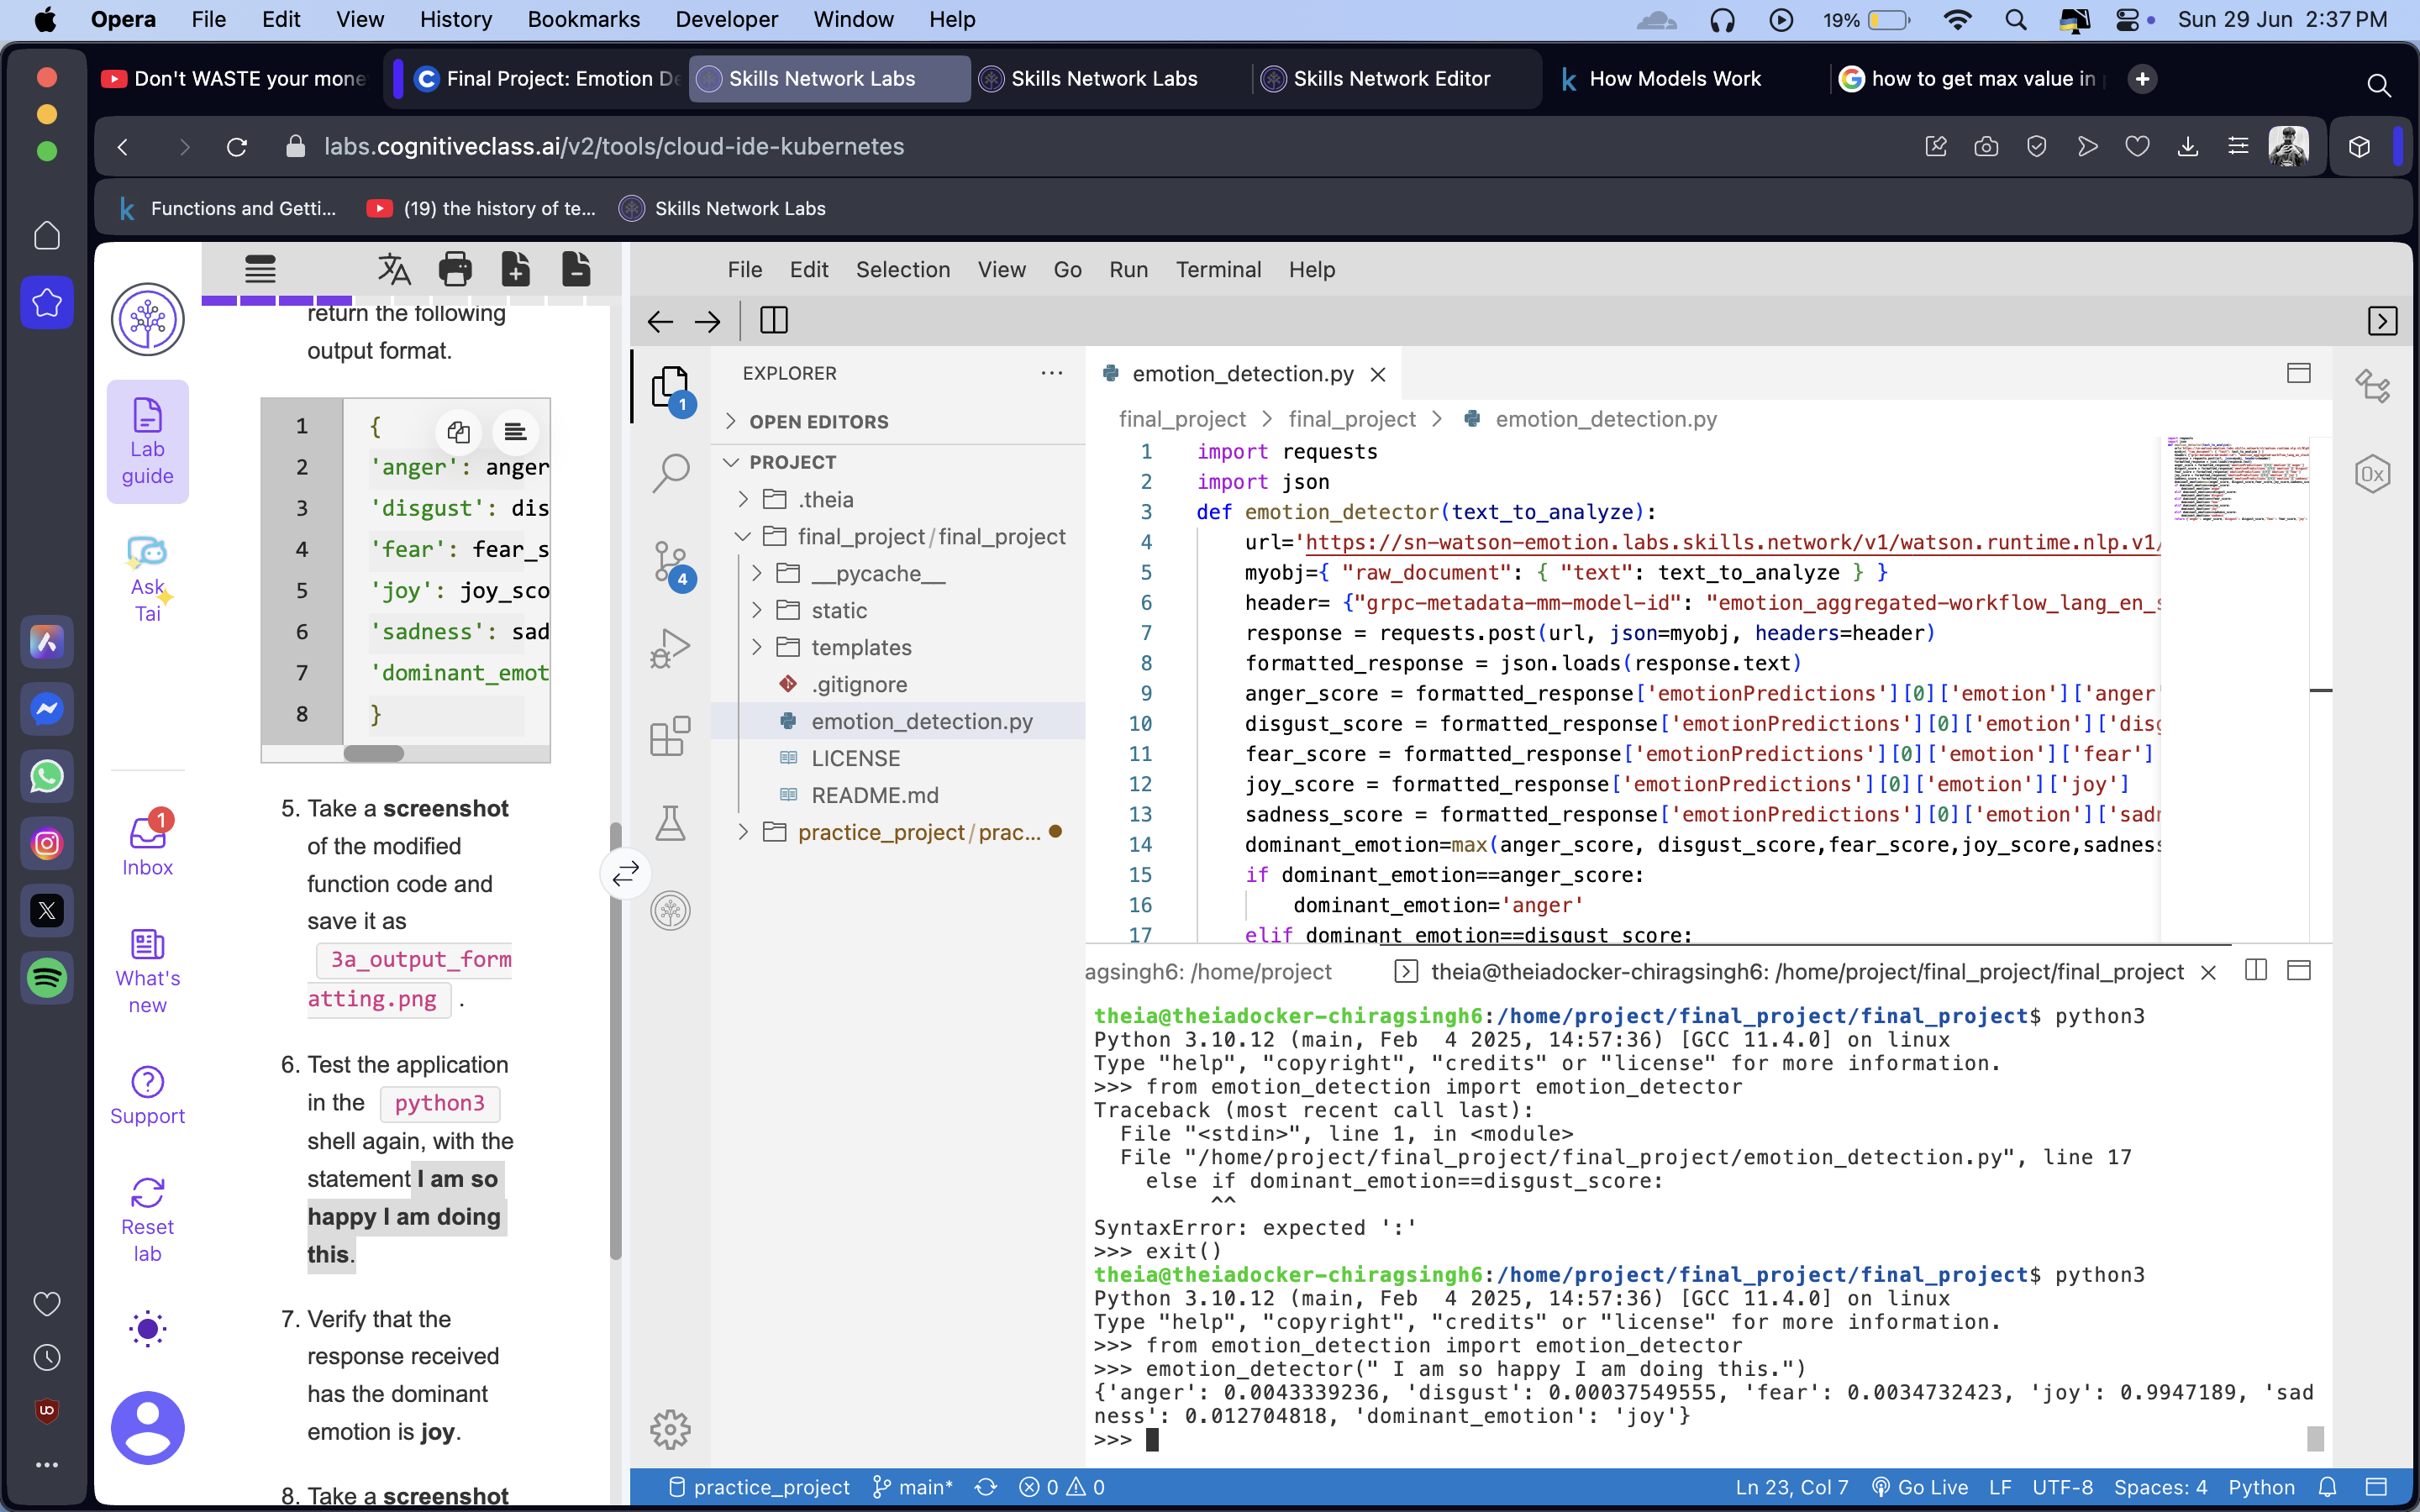 Opera File Edit View History Bookmarks Developer Window Help 19% Sun 29 Jun 2:37 PM
Don't WASTE your mone
Final Project: Emotion De
Skills Network Labs
Skills Network Labs
Skills Network Editor
How Models Work
how to get max value in
labs.cognitiveclass.ai/v2/tools/cloud-ide-kubernetes
Functions and Getti...
(19) the history of te...
Skills Network Labs
Lab guide
Ask Tai
1
Inbox
What's new
Support
Reset lab
return the following
output format.
1 {
2 'anger': anger
3 'disgust': dis
4 'fear': fear_s
5 'joy': joy_sco
6 'sadness': sad
7 'dominant_emot
8 }
5. Take a screenshot
of the modified
function code and
save it as
3a_output_form
atting.png .
6. Test the application
in the python3
shell again, with the
statement I am so
happy I am doing
this.
7. Verify that the
response received
has the dominant
emotion is joy.
8. Take a screenshot
File Edit Selection View Go Run Terminal Help
1
4
EXPLORER ...
OPEN EDITORS
PROJECT
.theia
final_project / final_project
__pycache__
static
templates
.gitignore
emotion_detection.py
LICENSE
README.md
practice_project / prac...
emotion_detection.py
final_project > final_project > emotion_detection.py
1 import requests
2 import json
3 def emotion_detector(text_to_analyze):
4 url='https://sn-watson-emotion.labs.skills.network/v1/watson.runtime.nlp.v1/
5 myobj={ "raw_document": { "text": text_to_analyze } }
6 header= {"grpc-metadata-mm-model-id": "emotion_aggregated-workflow_lang_en_s
7 response = requests.post(url, json=myobj, headers=header)
8 formatted_response = json.loads(response.text)
9 anger_score = formatted_response['emotionPredictions'][0]['emotion']['anger'
10 disgust_score = formatted_response['emotionPredictions'][0]['emotion']['disg
11 fear_score = formatted_response['emotionPredictions'][0]['emotion']['fear']
12 joy_score = formatted_response['emotionPredictions'][0]['emotion']['joy']
13 sadness_score = formatted_response['emotionPredictions'][0]['emotion']['sadn
14 dominant_emotion=max(anger_score, disgust_score,fear_score,joy_score,sadness
15 if dominant_emotion==anger_score:
16 dominant_emotion='anger'
17 elif dominant_emotion==disgust_score:
0x
agsingh6: /home/project
theia@theiadocker-chiragsingh6: /home/project/final_project/final_project
theia@theiadocker-chiragsingh6:/home/project/final_project/final_project$ python3
Python 3.10.12 (main, Feb  4 2025, 14:57:36) [GCC 11.4.0] on linux
Type "help", "copyright", "credits" or "license" for more information.
>>> from emotion_detection import emotion_detector
Traceback (most recent call last):
File "<stdin>", line 1, in <module>
File "/home/project/final_project/final_project/emotion_detection.py", line 17
else if dominant_emotion==disgust_score:
^^
SyntaxError: expected ':'
>>> exit()
theia@theiadocker-chiragsingh6:/home/project/final_project/final_project$ python3
Python 3.10.12 (main, Feb  4 2025, 14:57:36) [GCC 11.4.0] on linux
Type "help", "copyright", "credits" or "license" for more information.
>>> from emotion_detection import emotion_detector
>>> emotion_detector(" I am so happy I am doing this.")
{'anger': 0.0043339236, 'disgust': 0.00037549555, 'fear': 0.0034732423, 'joy': 0.9947189, 'sad
ness': 0.012704818, 'dominant_emotion': 'joy'}
>>>
practice_project main* 0 0 Ln 23, Col 7 Go Live LF UTF-8 Spaces: 4 Python